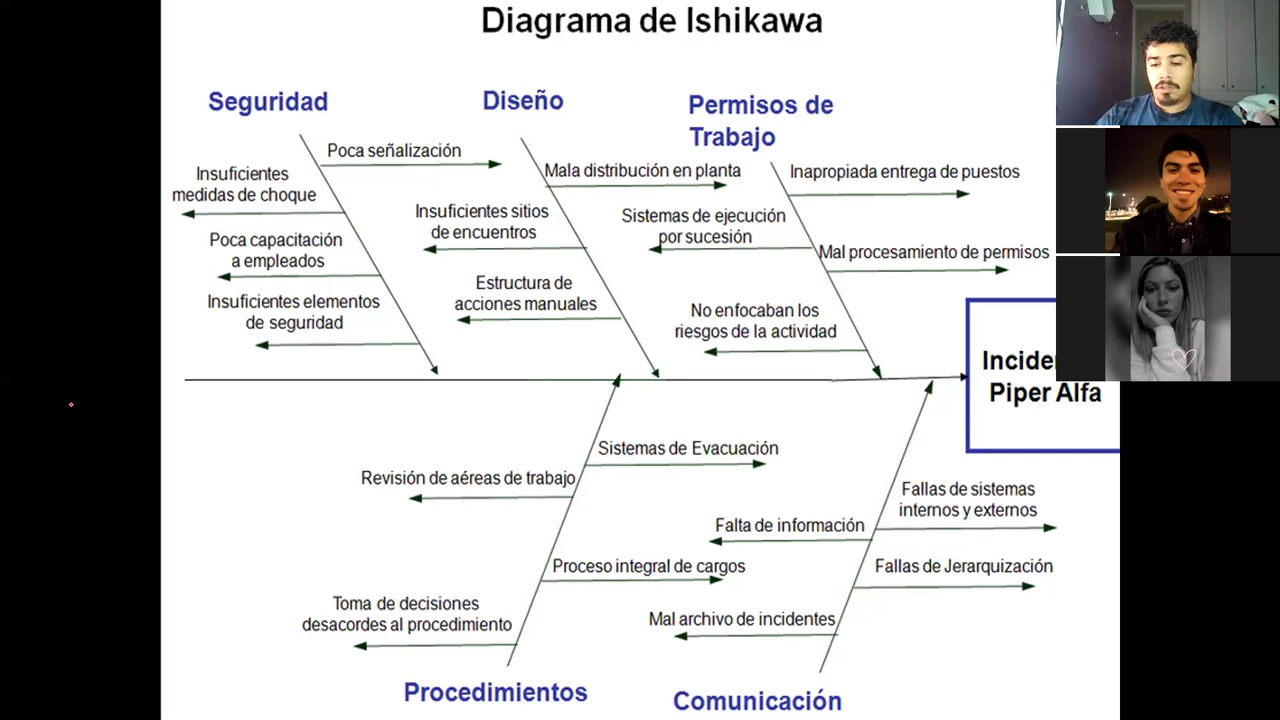 Diagrama de Ishikawa
Seguridad
Diseño
Permisos de
Trabajo
Poca señalización
Insuficientes
medidas de choque
Poca capacitación
a empleados
Insuficientes elementos
de seguridad
Mala distribución en planta
Insuficientes sitios
de encuentros
Estructura de
acciones manuales
Inapropiada entrega de puestos
Sistemas de ejecución
por sucesión
Mal procesamiento de permisos
No enfocaban los
riesgos de la actividad
Piper Alfa
Sistemas de Evacuación
Revisión de aéreas de trabajo
Proceso integral de cargos
Toma de decisiones
desacordes al procedimiento
Fallas de sistemas
internos y externos
Falta de información
Fallas de Jerarquización
Mal archivo de incidentes
Procedimientos
Comunicación